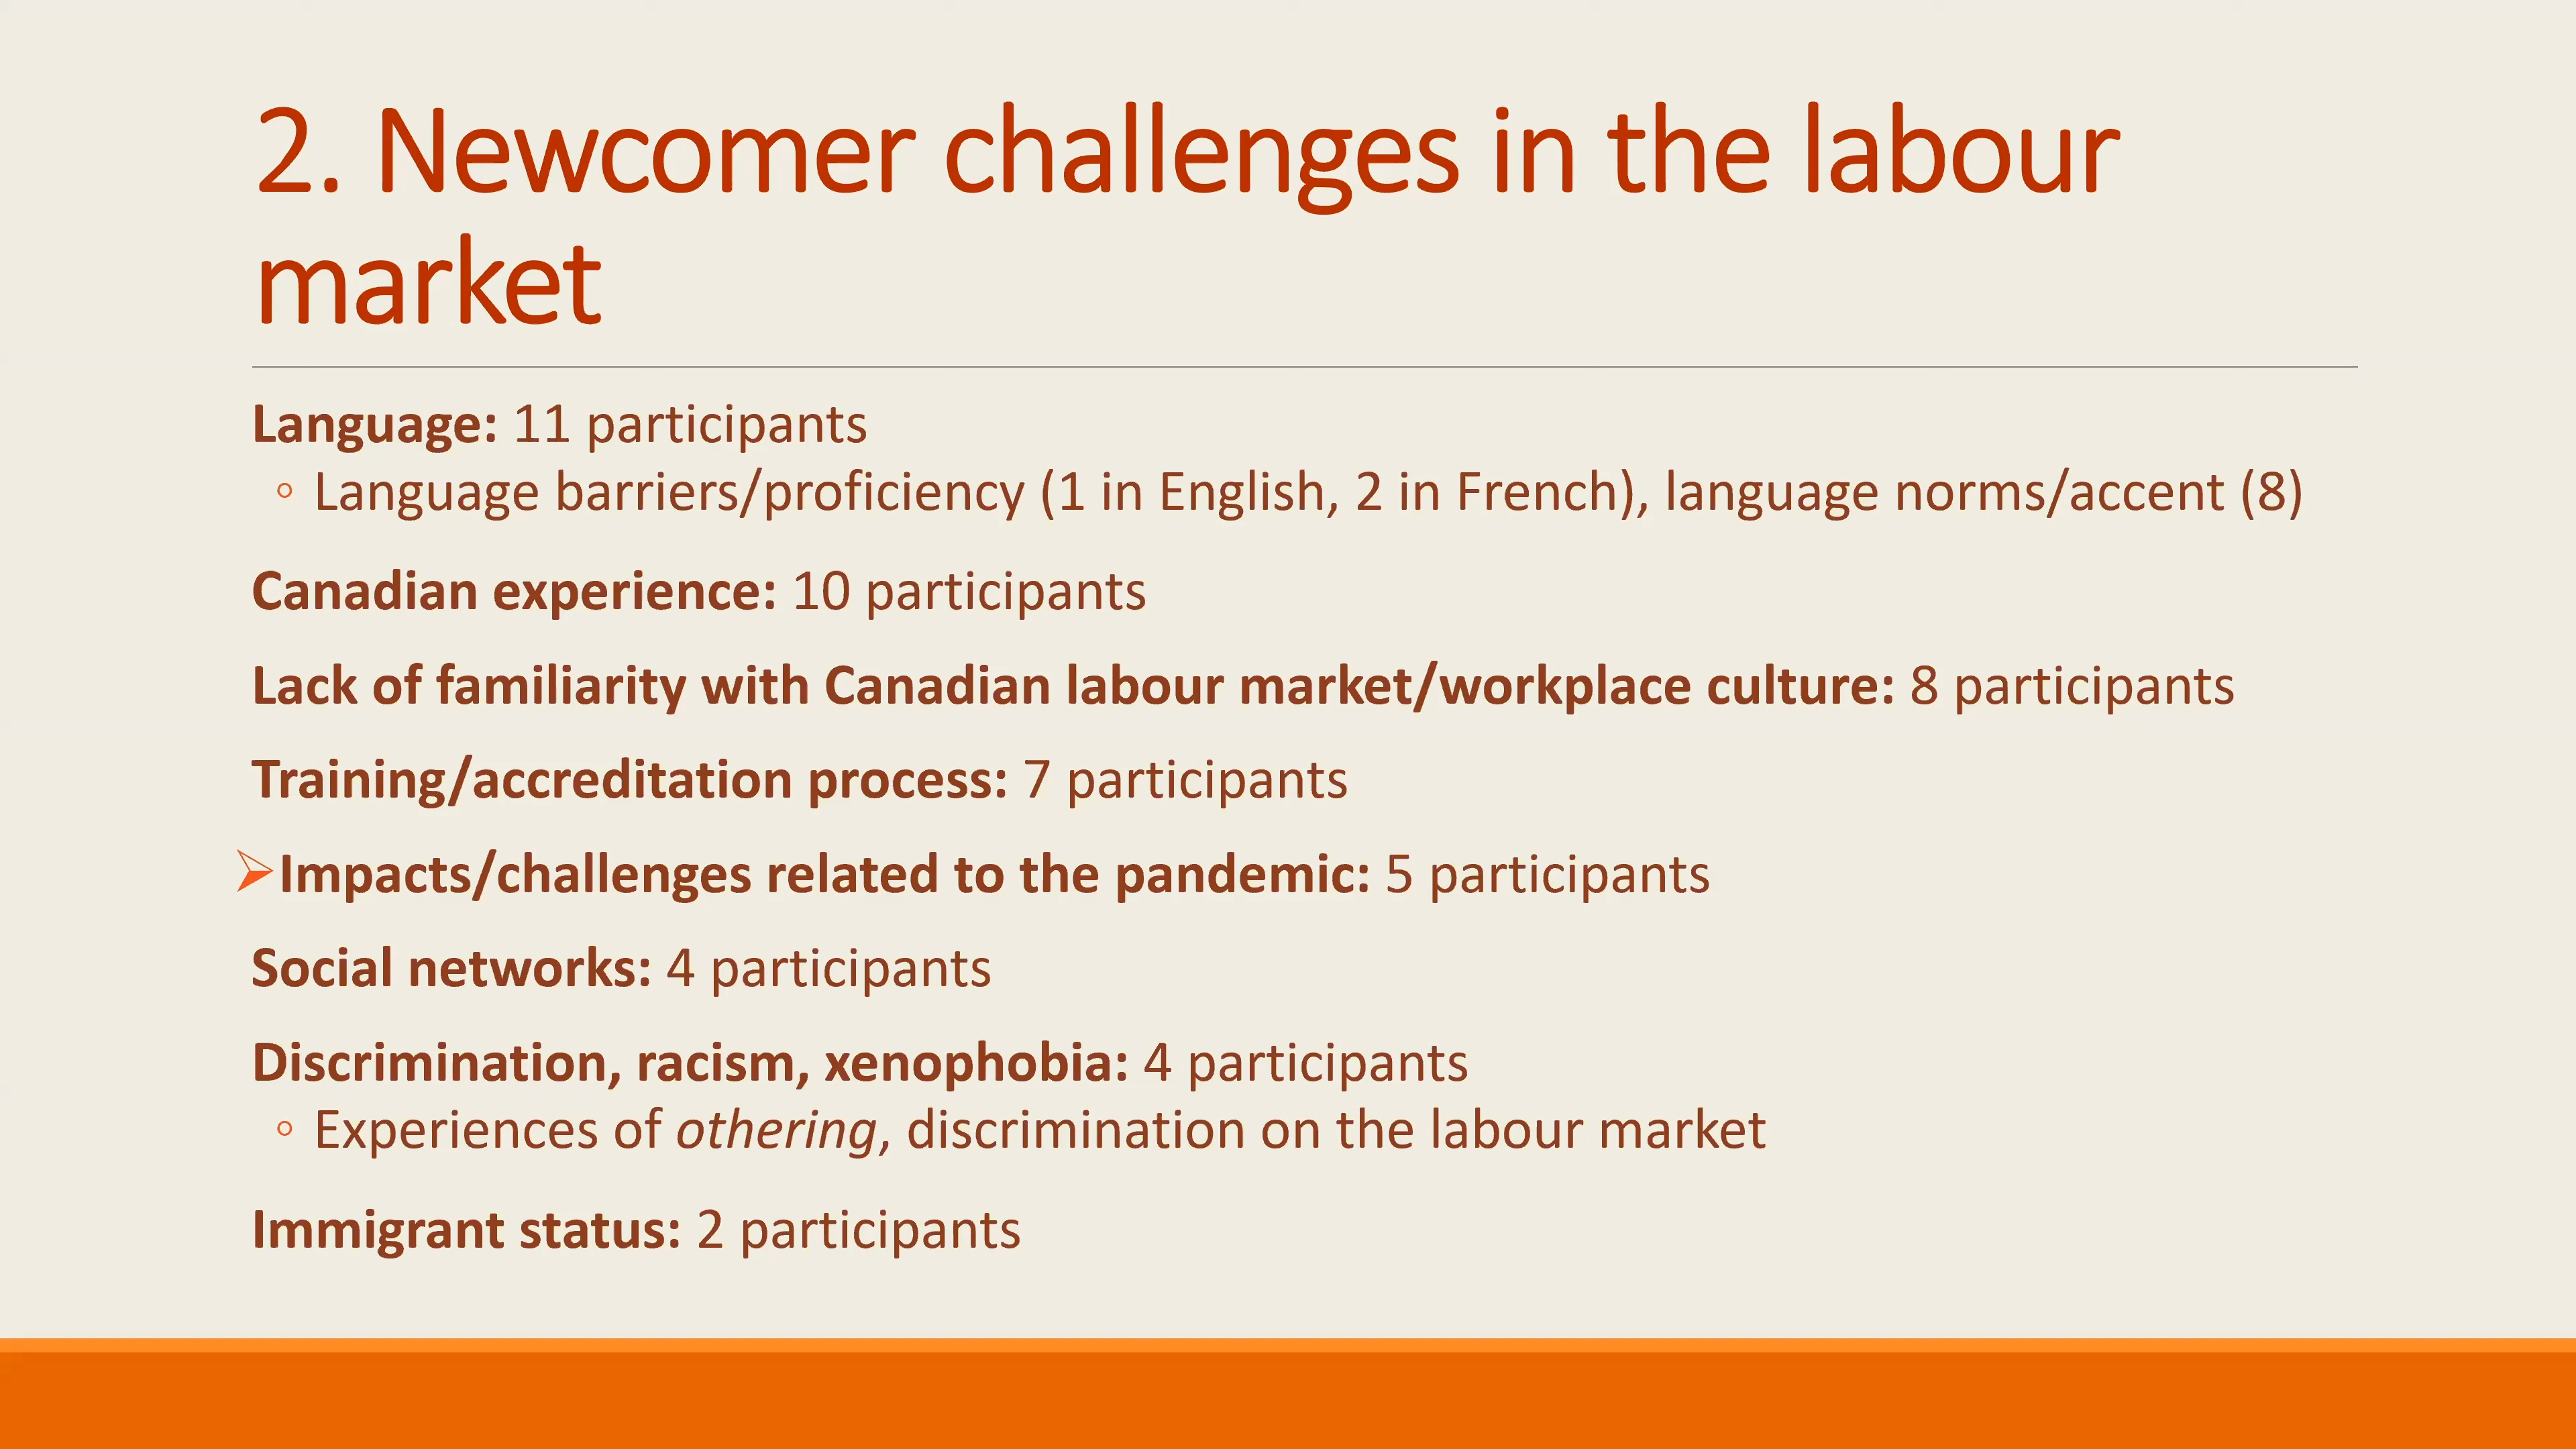 2. Newcomer challenges in the labour
market
Language: 11 participants
◦ Language barriers/proficiency (1 in English, 2 in French), language norms/accent (8)
Canadian experience: 10 participants
Lack of familiarity with Canadian labour market/workplace culture: 8 participants
Training/accreditation process: 7 participants
➢Impacts/challenges related to the pandemic: 5 participants
Social networks: 4 participants
Discrimination, racism, xenophobia: 4 participants
◦ Experiences of othering, discrimination on the labour market
Immigrant status: 2 participants